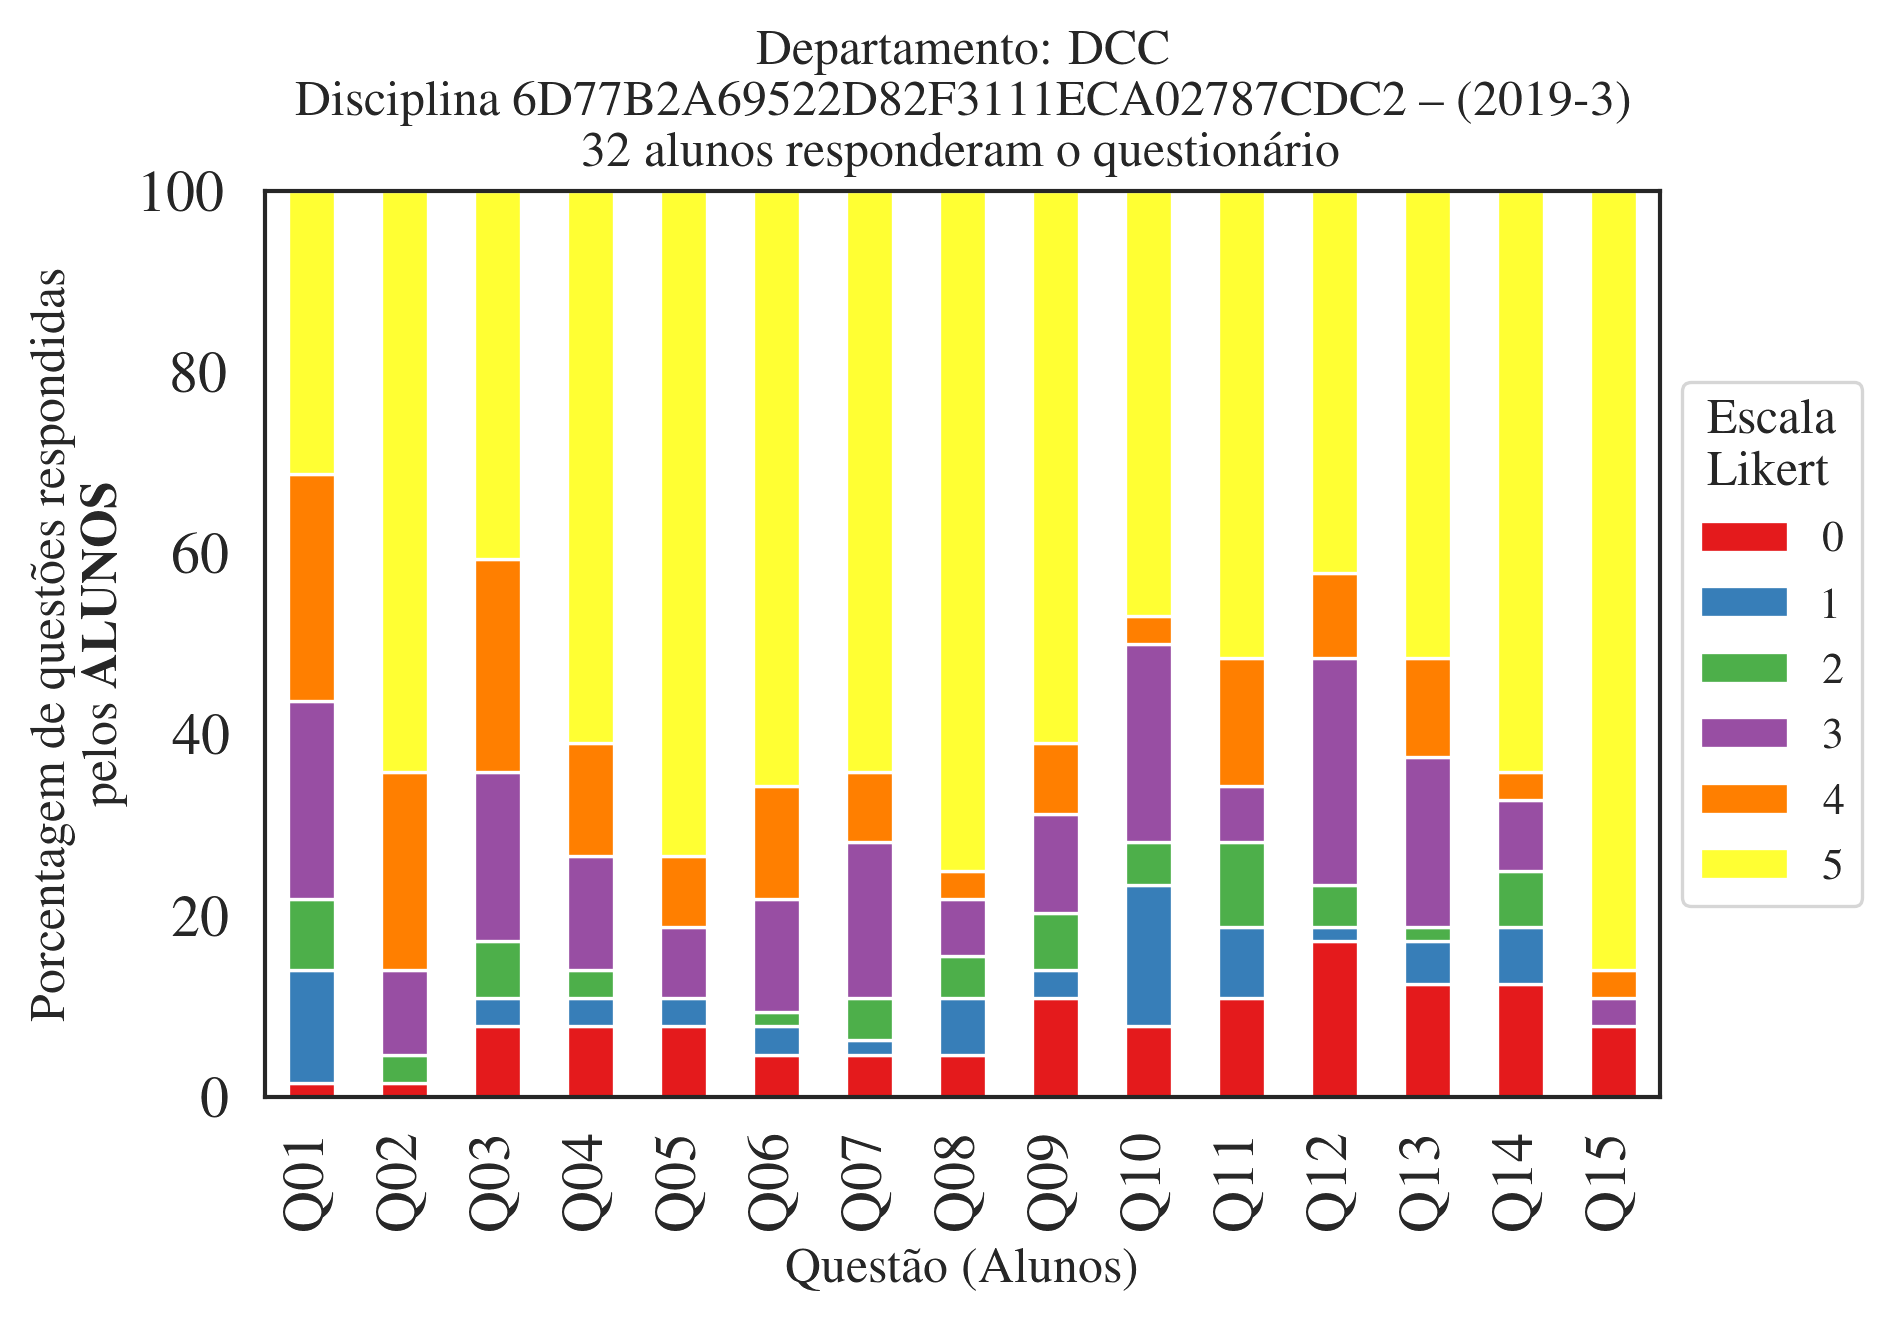 Departamento: DCC
Disciplina 6D77B2A69522D82F3111ECA02787CDC2 – (2019-3)
32 alunos responderam o questionário
Porcentagem de questões respondidas
pelos ALUNOS
100
80
60
40
20
0
Q01
Q02
Q03
Q04
Q05
Q06
Q07
Q08
Q09
Q10
Q11
Q12
Q13
Q14
Q15
Questão (Alunos)
Escala
Likert
0
1
2
3
4
5